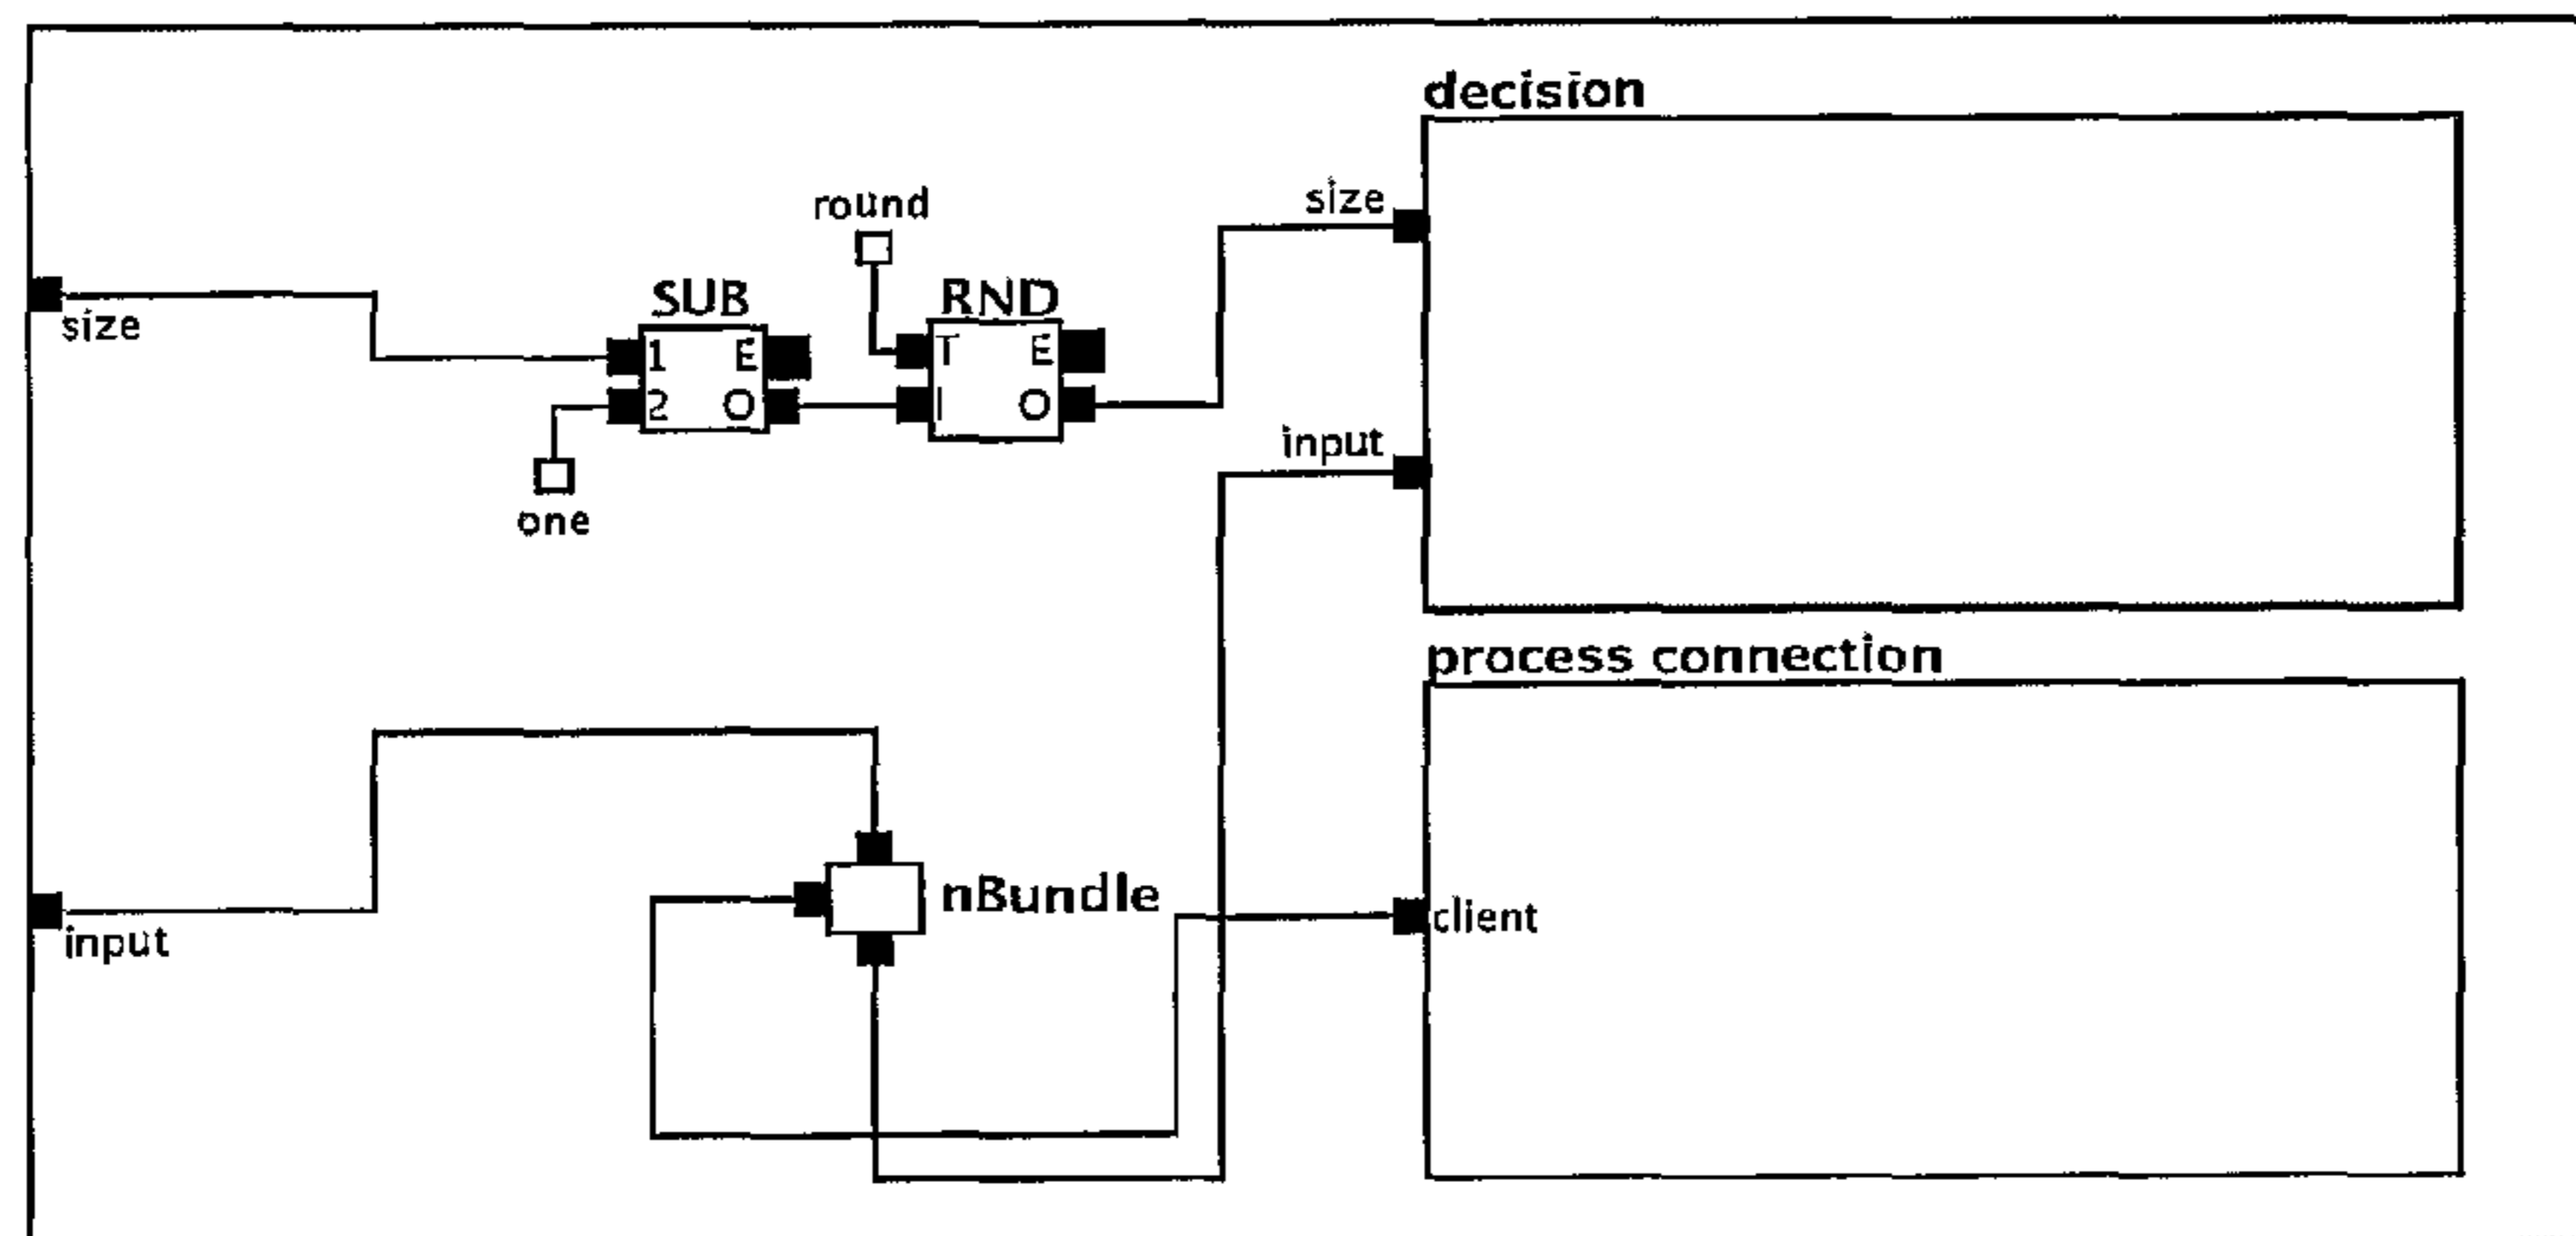 decision
size
round
SUB
RND
size
1 E
T E
2 O
I O
input
one
process connection
nBundle
client
input